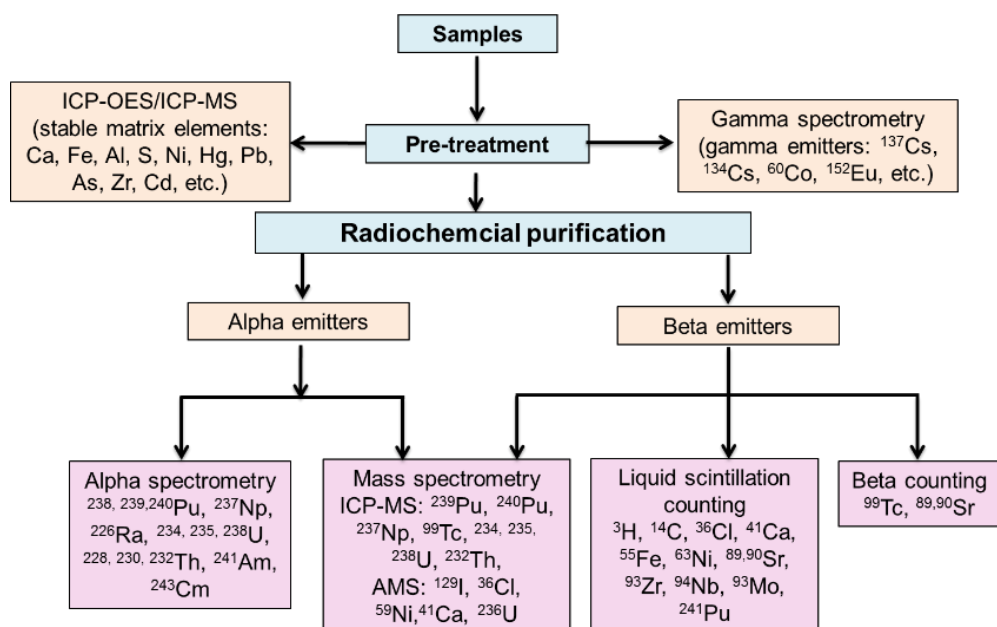 Samples
ICP-OES/ICP-MS
(stable matrix elements:
Ca, Fe, Al, S, Ni, Hg, Pb,
As, Zr, Cd, etc.)
Pre-treatment
Gamma spectrometry
(gamma emitters: ¹³⁷Cs,
¹³⁴Cs, ⁶⁰Co, ¹⁵²Eu, etc.)
Radiochemcial purification
Alpha emitters
Beta emitters
Alpha spectrometry
²³⁸, ²³⁹,²⁴⁰Pu, ²³⁷Np,
²²⁶Ra, ²³⁴, ²³⁵, ²³⁸U,
²²⁸, ²³⁰, ²³²Th, ²⁴¹Am,
²⁴³Cm
Mass spectrometry
ICP-MS: ²³⁹Pu, ²⁴⁰Pu,
²³⁷Np, ⁹⁹Tc, ²³⁴, ²³⁵,
²³⁸U, ²³²Th,
AMS: ¹²⁹I, ³⁶Cl,
⁵⁹Ni,⁴¹Ca, ²³⁶U
Liquid scintillation
counting
³H, ¹⁴C, ³⁶Cl, ⁴¹Ca,
⁵⁵Fe, ⁶³Ni, ⁸⁹,⁹⁰Sr,
⁹³Zr, ⁹⁴Nb, ⁹³Mo,
²⁴¹Pu
Beta counting
⁹⁹Tc, ⁸⁹,⁹⁰Sr